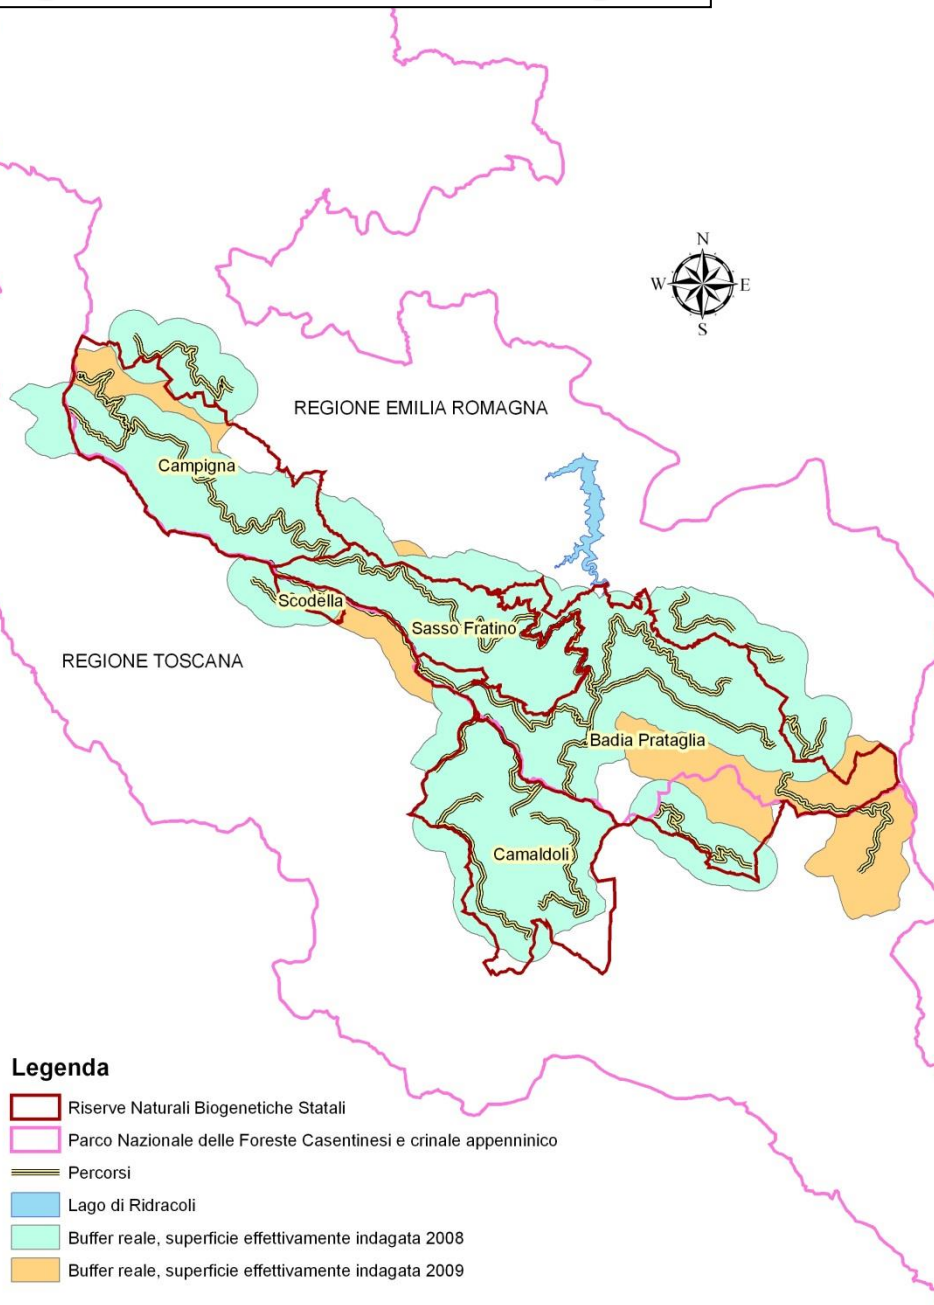 N
W E
S
REGIONE EMILIA ROMAGNA
Campigna
Scodella
Sasso Fratino
REGIONE TOSCANA
Badia Prataglia
Camaldoli
Legenda
Riserve Naturali Biogenetiche Statali
Parco Nazionale delle Foreste Casentinesi e crinale appenninico
Percorsi
Lago di Ridracoli
Buffer reale, superficie effettivamente indagata 2008
Buffer reale, superficie effettivamente indagata 2009